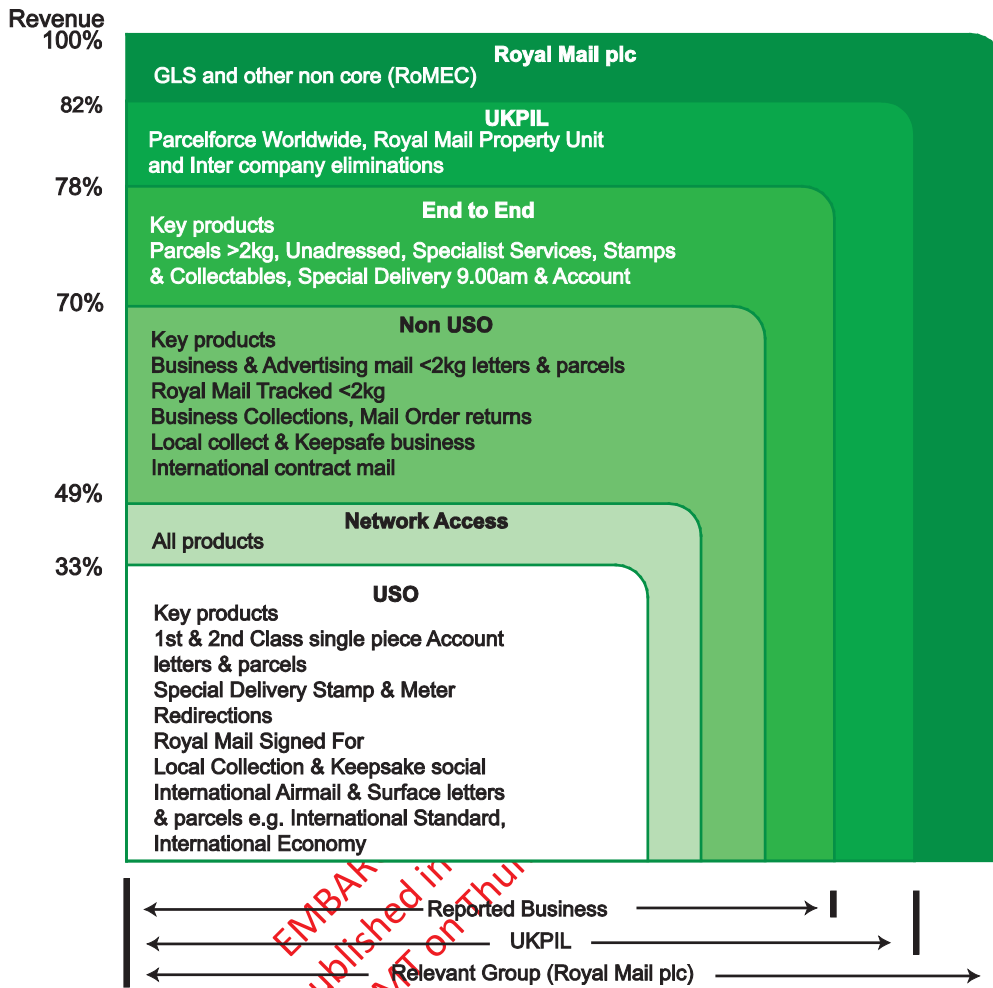 Revenue
100%
Royal Mail plc
GLS and other non core (RoMEC)
82%
UKPIL
Parcelforce Worldwide, Royal Mail Property Unit
and Inter company eliminations
78%
End to End
Key products
Parcels >2kg, Unadressed, Specialist Services, Stamps
& Collectables, Special Delivery 9.00am & Account
70%
Non USO
Key products
Business & Advertising mail <2kg letters & parcels
Royal Mail Tracked <2kg
Business Collections, Mail Order returns
Local collect & Keepsafe business
International contract mail
49%
Network Access
All products
33%
USO
Key products
1st & 2nd Class single piece Account
letters & parcels
Special Delivery Stamp & Meter
Redirections
Royal Mail Signed For
Local Collection & Keepsake social
International Airmail & Surface letters
& parcels e.g. International Standard,
International Economy
Reported Business
UKPIL
Relevant Group (Royal Mail plc)
EMBAR
ublished in
MT on Thur